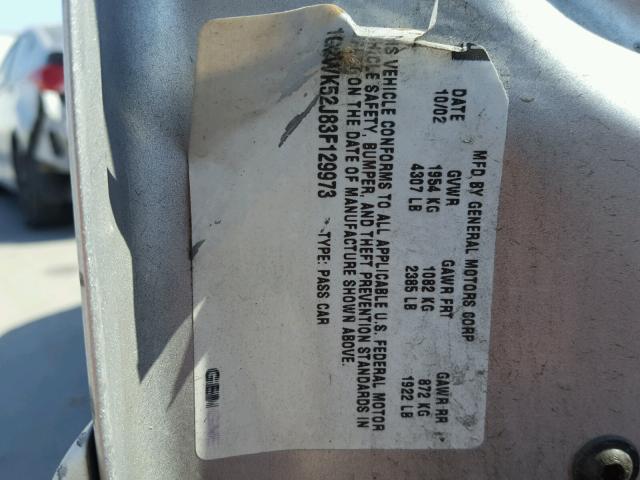 MFD BY GENERAL MOTORS CORP
DATE GVWR GAWR FRT GAWR RR
10/02 1954 KG 1082 KG 872 KG
4307 LB 2385 LB 1922 LB
VEHICLE CONFORMS TO ALL APPLICABLE U.S. FEDERAL MOTOR
SAFETY, BUMPER, AND THEFT PREVENTION STANDARDS IN
ON THE DATE OF MANUFACTURE SHOWN ABOVE.
TYPE: PASS CAR